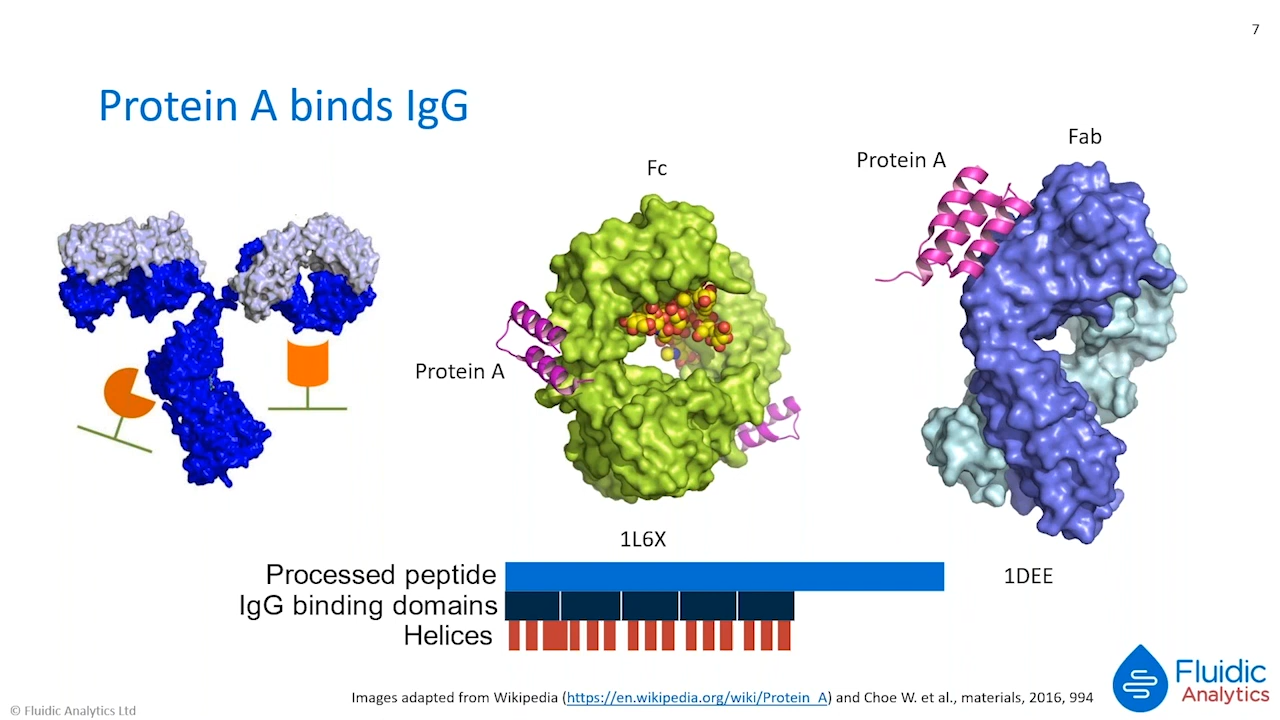 7
Protein A binds IgG
Fc
Protein A
Fab
Protein A
1L6X
1DEE
Processed peptide
IgG binding domains
Helices
Images adapted from Wikipedia (https://en.wikipedia.org/wiki/Protein_A) and Choe W. et al., materials, 2016, 994
© Fluidic Analytics Ltd
Fluidic
Analytics